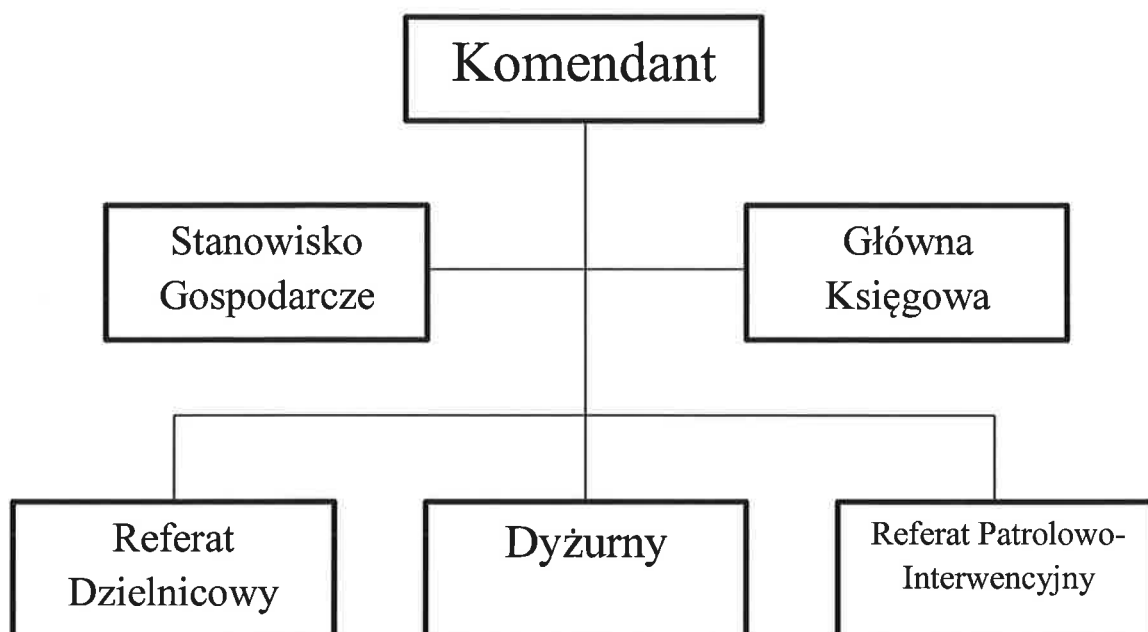 Komendant
Stanowisko
Gospodarcze
Główna
Księgowa
Referat
Dzielnicowy
Dyżurny
Referat Patrolowo-
Interwencyjny